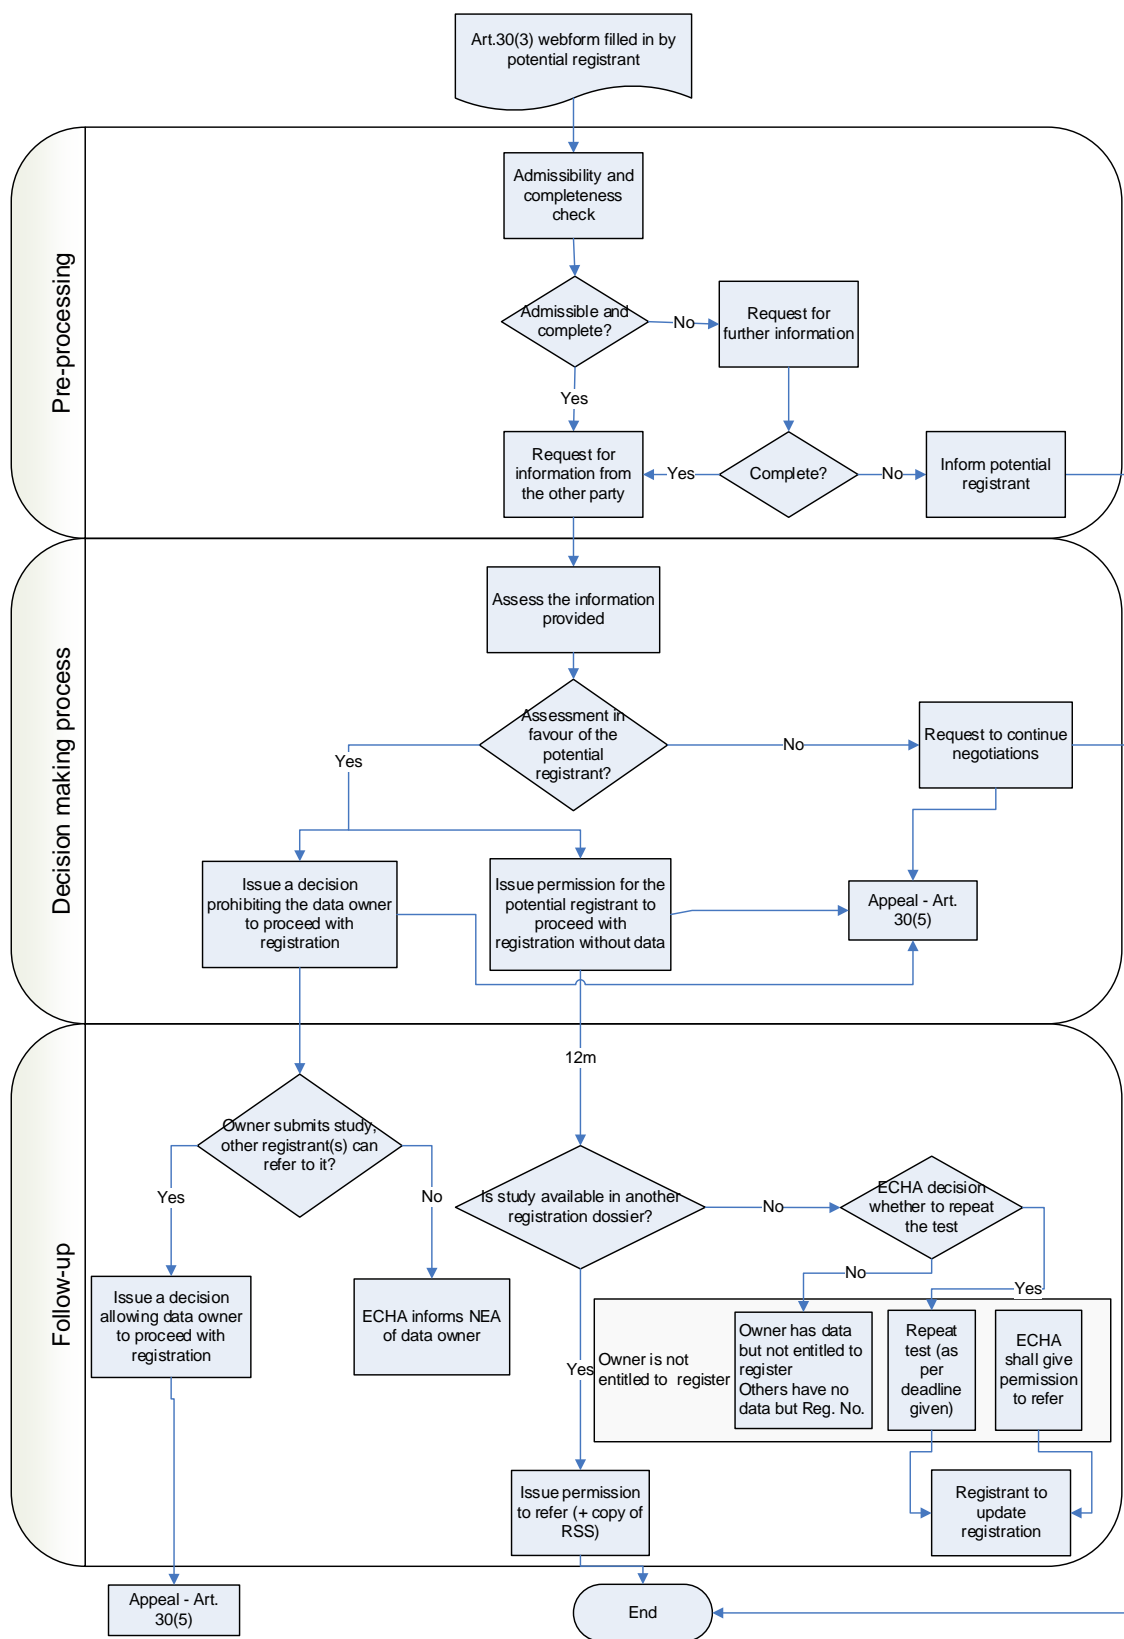 Art.30(3) webform filled in by
potential registrant
Pre-processing
Admissibility and
completeness
check
Admissible and
complete?
No
Request for
further information
Yes
Request for
information from
the other party
Yes
Complete?
No
Inform potential
registrant
Decision making process
Assess the information
provided
Assessment in
favour of the
potential
registrant?
No
Request to continue
negotiations
Yes
Issue a decision
prohibiting the data owner
to proceed with
registration
Issue permission for the
potential registrant to
proceed with
registration without data
Appeal - Art.
30(5)
Follow-up
12m
Owner submits study,
other registrant(s) can
refer to it?
Yes
No
Is study available in another
registration dossier?
No
ECHA decision
whether to repeat
the test
No
Yes
Issue a decision
allowing data owner
to proceed with
registration
ECHA informs NEA
of data owner
Yes
Owner is not
entitled to register
Owner has data
but not entitled to
register
Others have no
data but Reg. No.
Repeat
test (as
per
deadline
given)
ECHA
shall give
permission
to refer
Issue permission
to refer (+ copy of
RSS)
Registrant to
update
registration
Appeal - Art.
30(5)
End